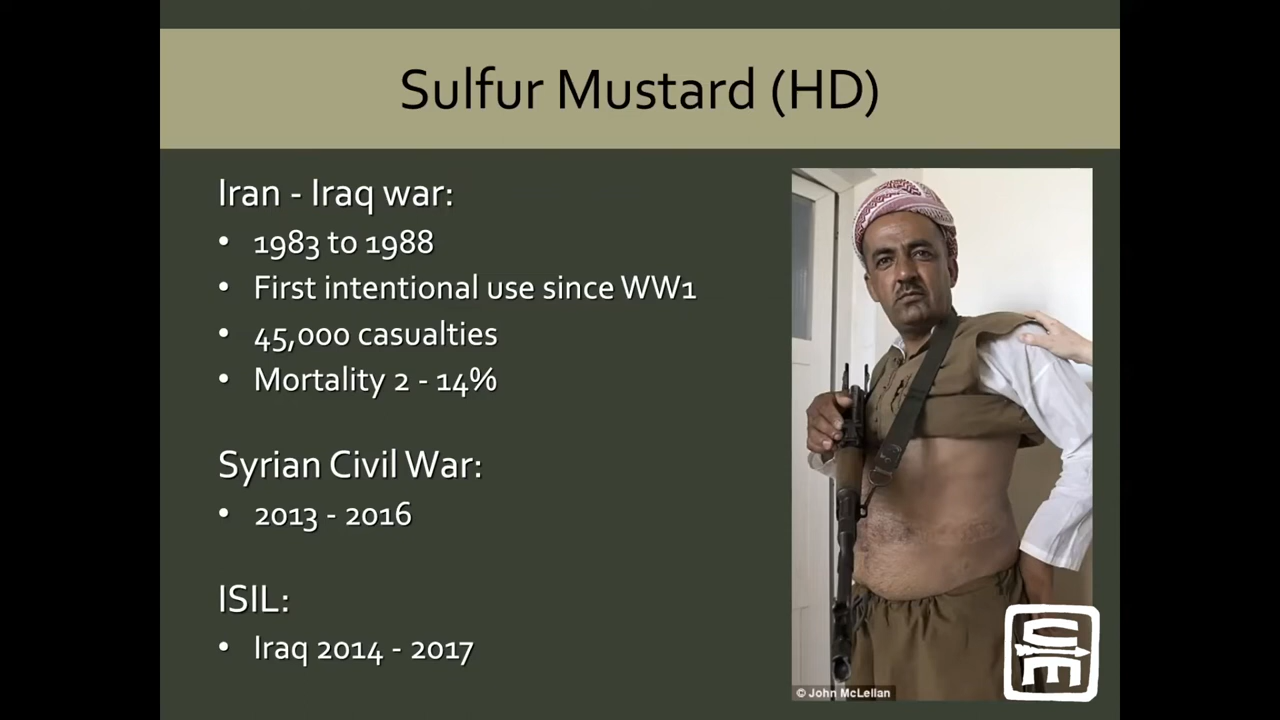 Sulfur Mustard (HD)
Iran - Iraq war:
• 1983 to 1988
• First intentional use since WW1
• 45,000 casualties
• Mortality 2 - 14%
Syrian Civil War:
• 2013 - 2016
ISIL:
• Iraq 2014 - 2017
© John McLellan